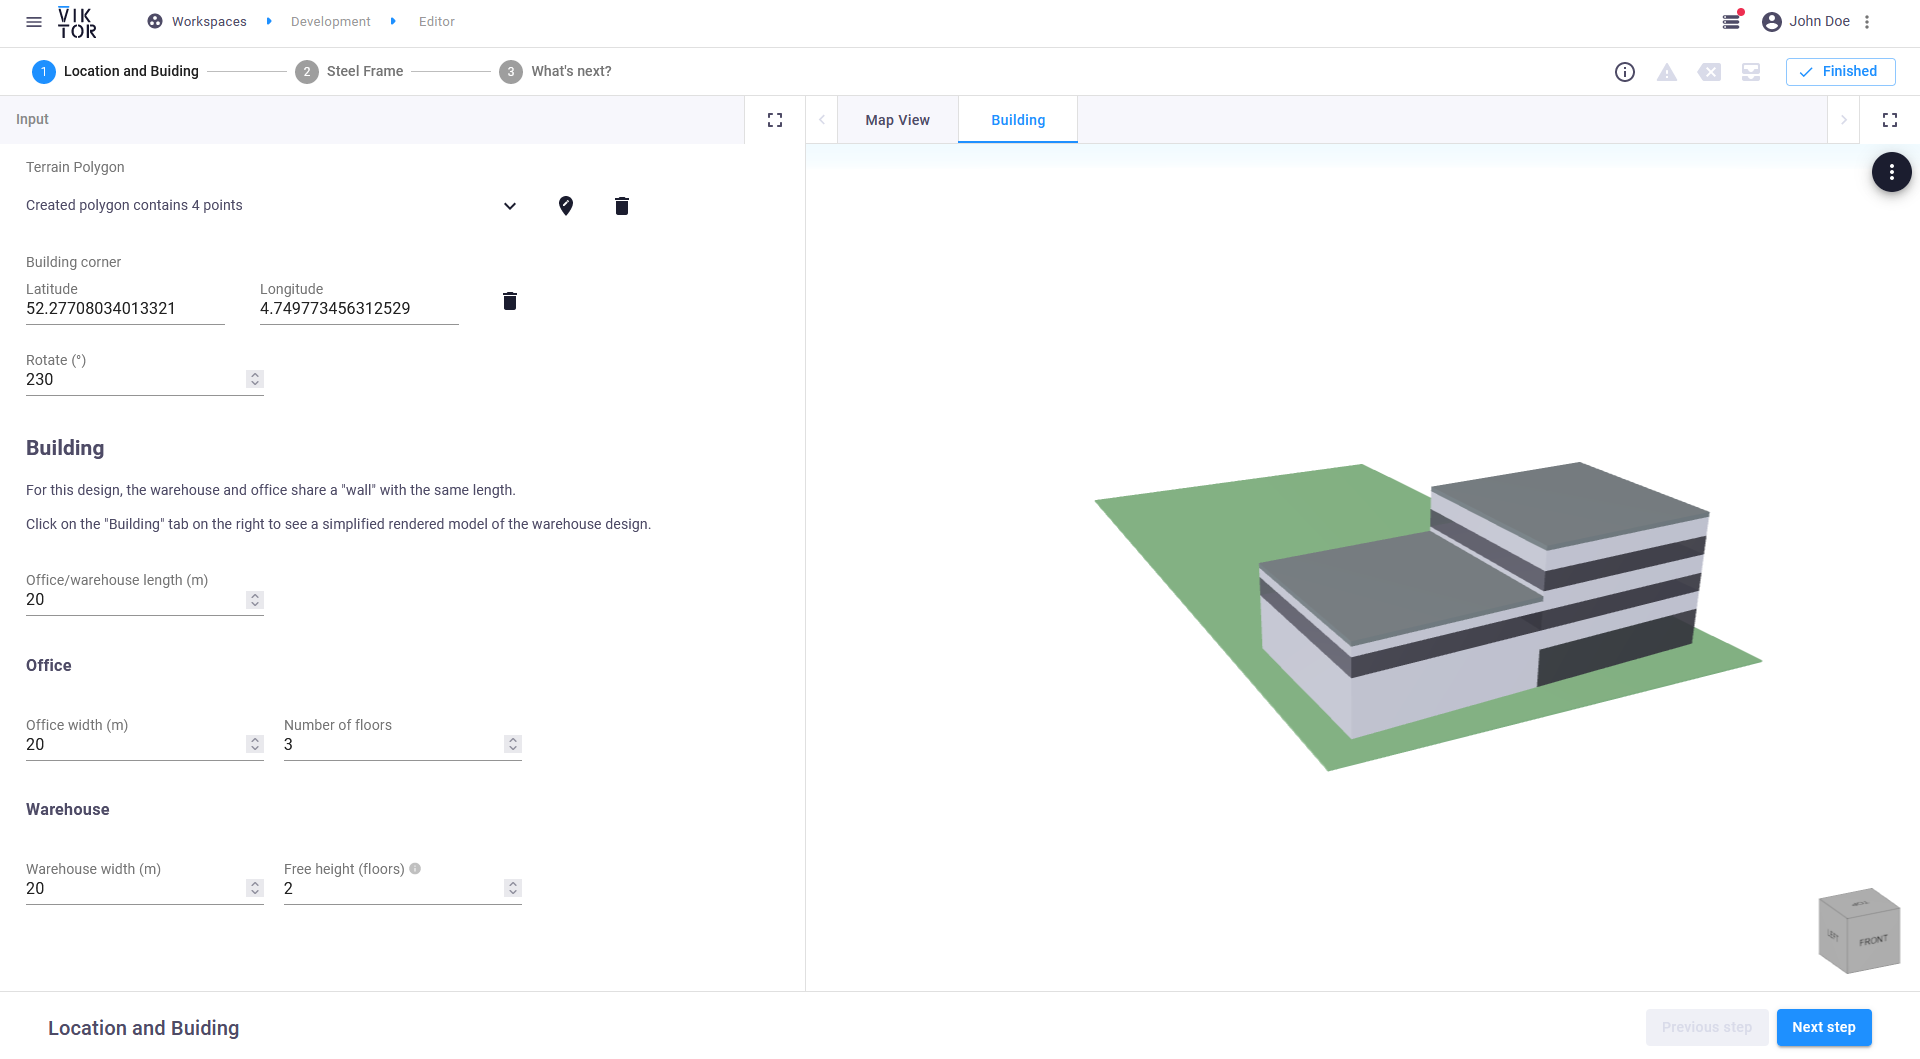 VIKTOR
Workspaces Development Editor
John Doe
1 Location and Buiding 2 Steel Frame 3 What's next?
Finished
Input
Map View Building
Terrain Polygon
Created polygon contains 4 points
Building corner
Latitude Longitude
52.27708034013321 4.749773456312529
Rotate (°)
230
Building
For this design, the warehouse and office share a "wall" with the same length.
Click on the "Building" tab on the right to see a simplified rendered model of the warehouse design.
Office/warehouse length (m)
20
Office
Office width (m) Number of floors
20 3
Warehouse
Warehouse width (m) Free height (floors)
20 2
TOP
LEFT FRONT
Location and Buiding
Previous step Next step